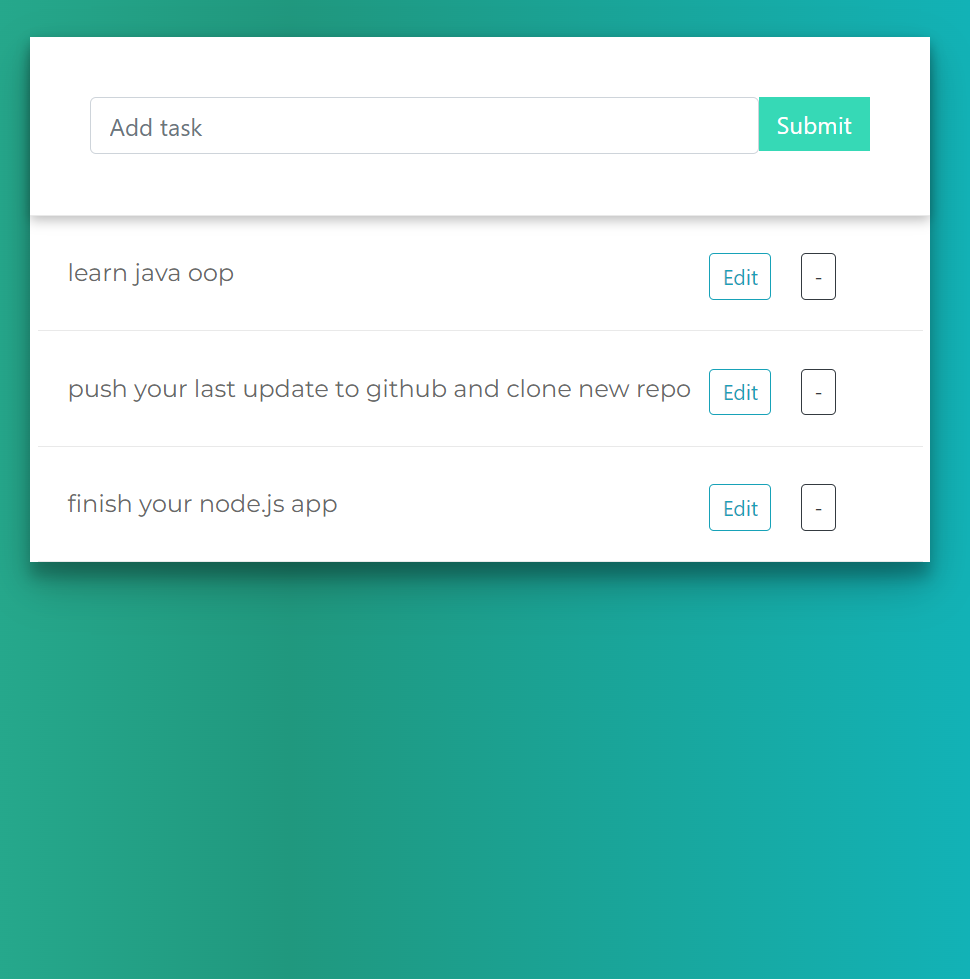 Add task
Submit
learn java oop
Edit
-
push your last update to github and clone new repo
Edit
-
finish your node.js app
Edit
-